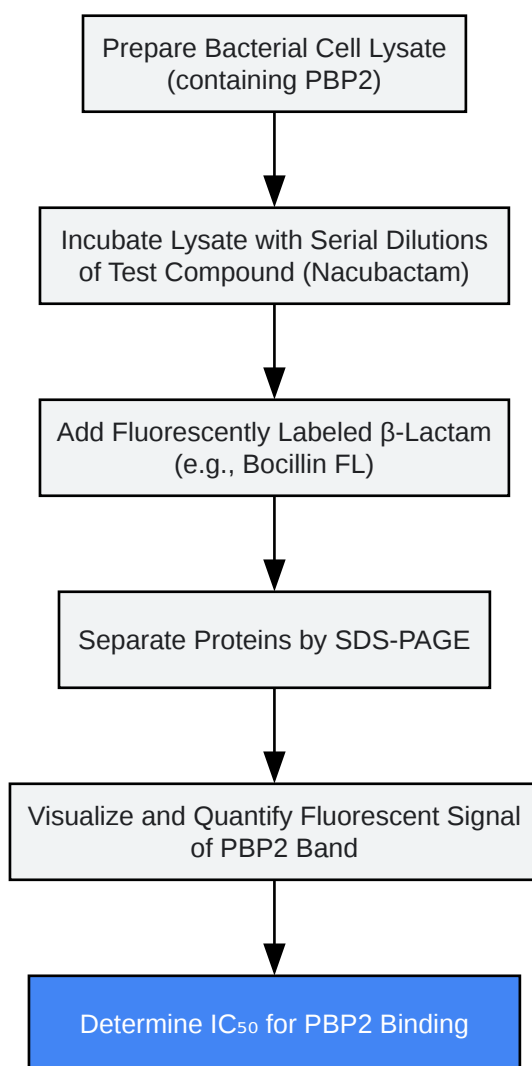 Prepare Bacterial Cell Lysate
(containing PBP2)
Incubate Lysate with Serial Dilutions
of Test Compound (Nacubactam)
Add Fluorescently Labeled β-Lactam
(e.g., Bocillin FL)
Separate Proteins by SDS-PAGE
Visualize and Quantify Fluorescent Signal
of PBP2 Band
Determine IC₅₀ for PBP2 Binding